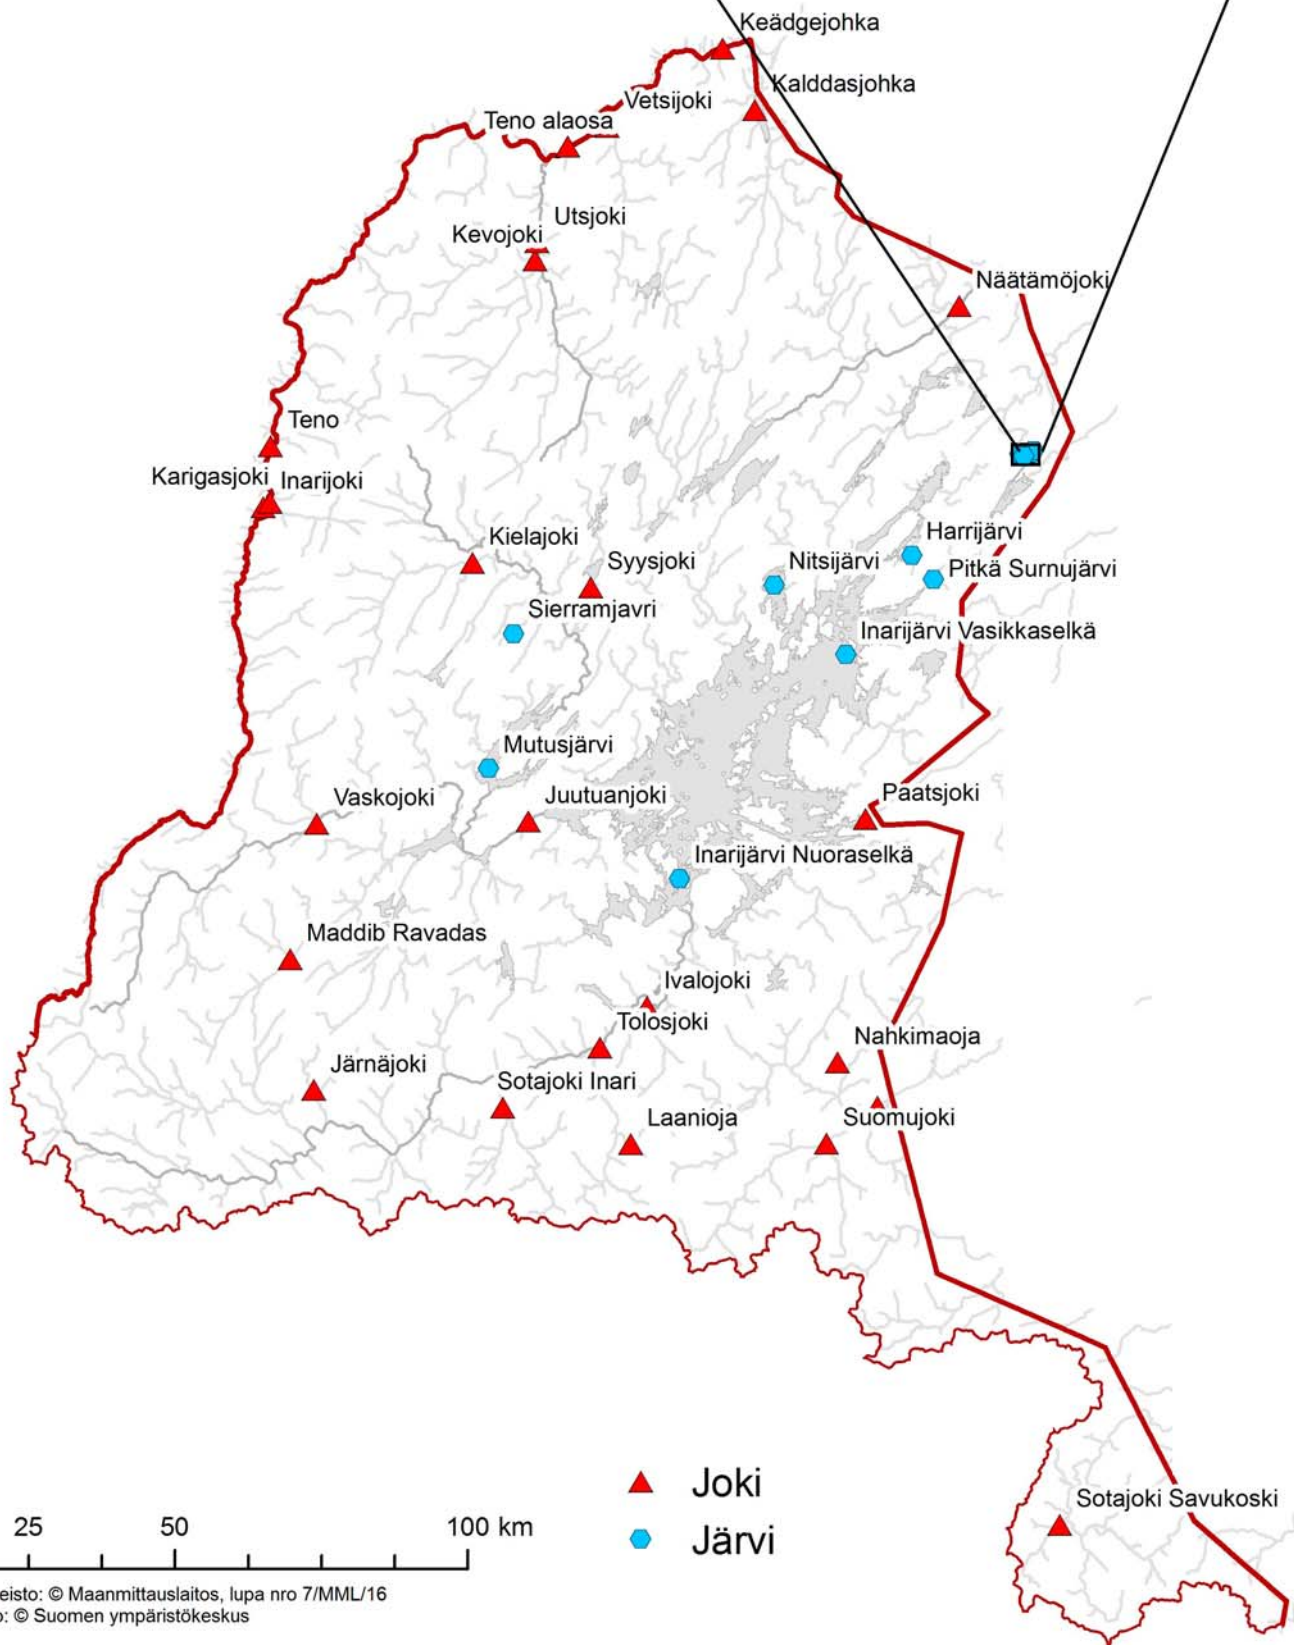 Keädgejohka
Kalddasjohka
Vetsijoki
Teno alaosa
Utsjoki
Kevojoki
Näätämöjoki
Teno
Karigasjoki
Inarijoki
Harrijärvi
Kielajoki
Syysjoki
Nitsijärvi
Pitkä Surnujärvi
Sierramjavri
Inarijärvi Vasikkaselkä
Mutusjärvi
Vaskojoki
Juutuanjoki
Paatsjoki
Inarijärvi Nuoraselkä
Maddib Ravadas
Ivalojoki
Tolosjoki
Nahkimaoja
Järnäjoki
Sotajoki Inari
Laanioja
Suomujoki
Joki
Järvi
Sotajoki Savukoski
25
50
100 km
eisto: © Maanmittauslaitos, lupa nro 7/MML/16
o: © Suomen ympäristökeskus